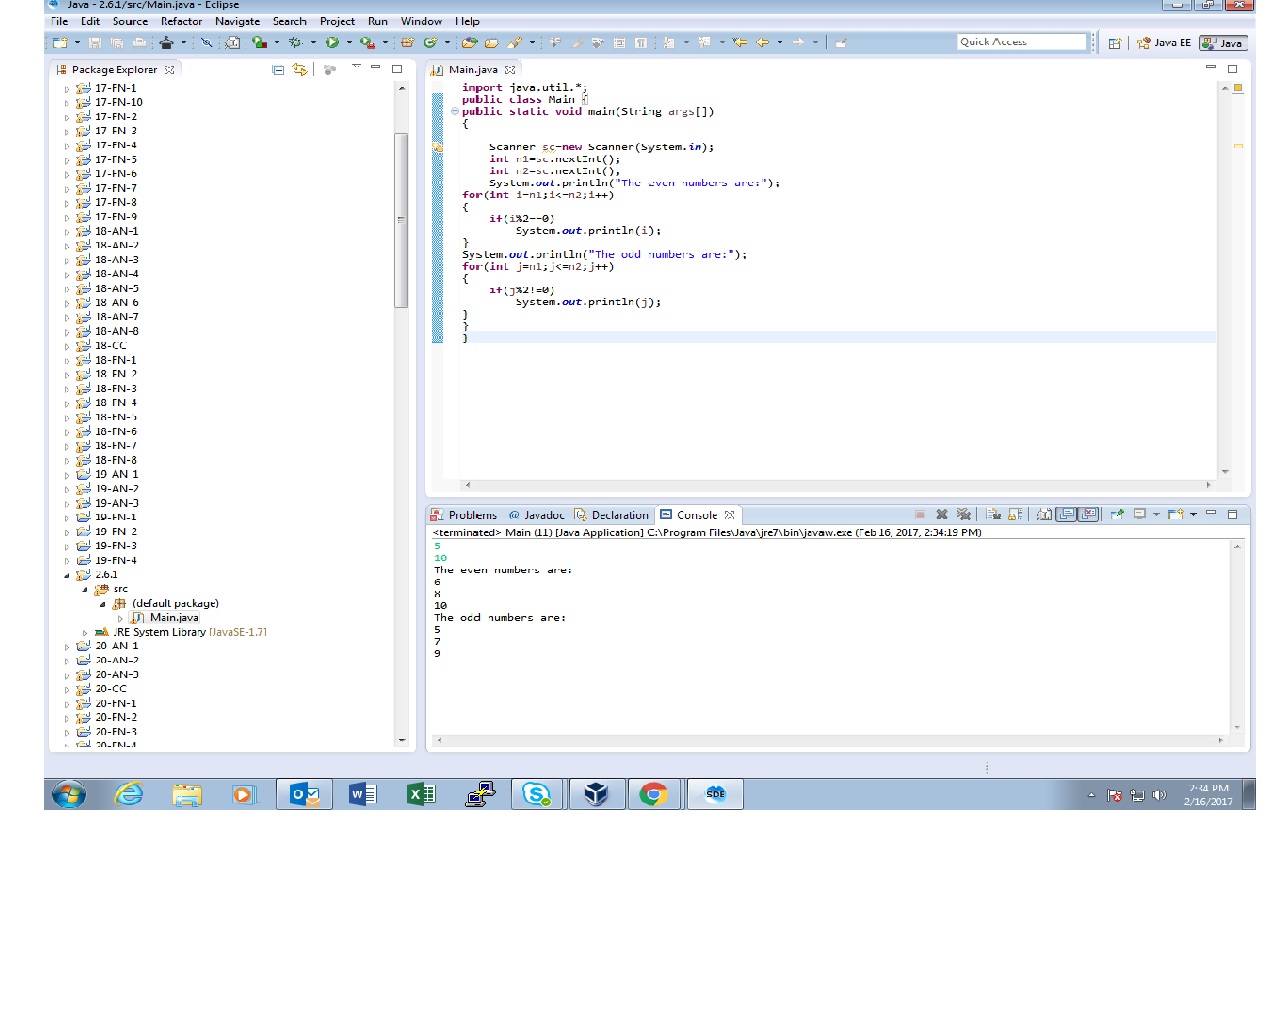 Java - 2.6.1/src/Main.java - Eclipse
File Edit Source Refactor Navigate Search Project Run Window Help
Quick Access Java EE Java
Package Explorer
17-FN-1
17-FN-10
17-FN-2
17-FN-3
17-FN-4
17-FN-5
17-FN-6
17-FN-7
17-FN-8
17-FN-9
18-AN-1
18-AN-2
18-AN-3
18-AN-4
18-AN-5
18-AN-6
18-AN-7
18-AN-8
18-CC
18-FN-1
18-FN-2
18-FN-3
18-FN-4
18-FN-5
18-FN-6
18-FN-7
18-FN-8
19-AN-1
19-AN-2
19-AN-3
19-FN-1
19-FN-2
19-FN-3
19-FN-4
2.6.1
src
(default package)
Main.java
JRE System Library [JavaSE-1.7]
20-AN-1
20-AN-2
20-AN-3
20-CC
20-FN-1
20-FN-2
20-FN-3
20-FN-4
Main.java
import java.util.*;
public class Main {
public static void main(String args[])
{
Scanner sc=new Scanner(System.in);
int n1=sc.nextInt();
int n2=sc.nextInt();
System.out.println("The even numbers are:");
for(int i=n1;i<=n2;i++)
{
if(i%2==0)
System.out.println(i);
}
System.out.println("The odd numbers are:");
for(int j=n1;j<=n2;j++)
{
if(j%2!=0)
System.out.println(j);
}
}
}
Problems @ Javadoc Declaration Console
<terminated> Main (11) [Java Application] C:\Program Files\Java\jre7\bin\javaw.exe (Feb 16, 2017, 2:34:19 PM)
5
10
The even numbers are:
6
8
10
The odd numbers are:
5
7
9
SDE
2:34 PM
2/16/2017